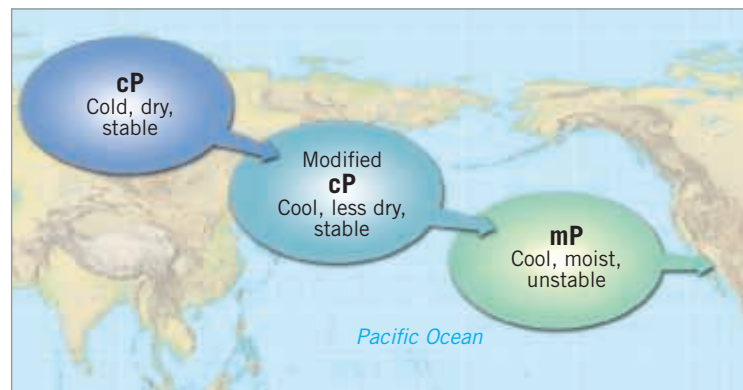 cP
Cold, dry,
stable
Modified
cP
Cool, less dry,
stable
mP
Cool, moist,
unstable
Pacific Ocean